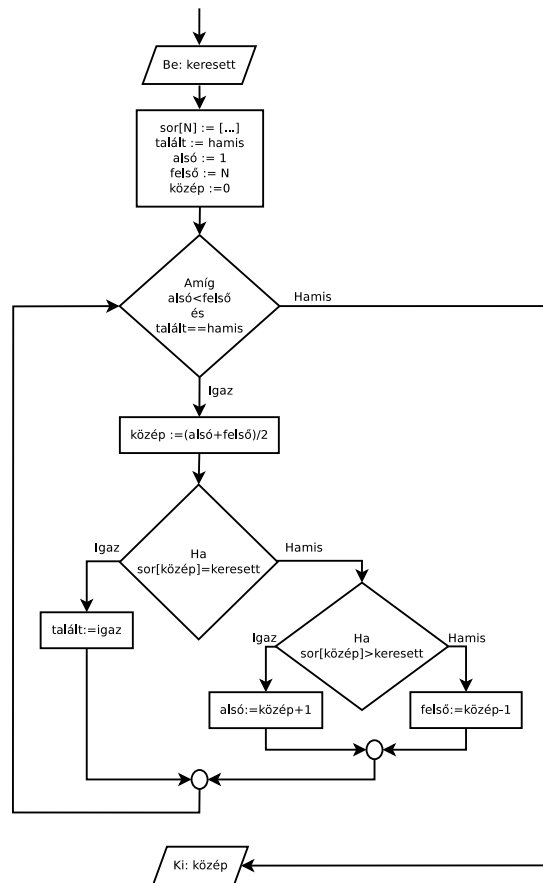 Be: keresett
sor[N] := [...]
talált := hamis
alsó := 1
felső := N
közép :=0
Amíg
alsó<felső
és
talált==hamis
Hamis
Igaz
közép :=(alsó+felső)/2
Igaz
Hamis
Ha
sor[közép]=keresett
talált:=igaz
Igaz
Hamis
Ha
sor[közép]>keresett
alsó:=közép+1
felső:=közép-1
Ki: közép